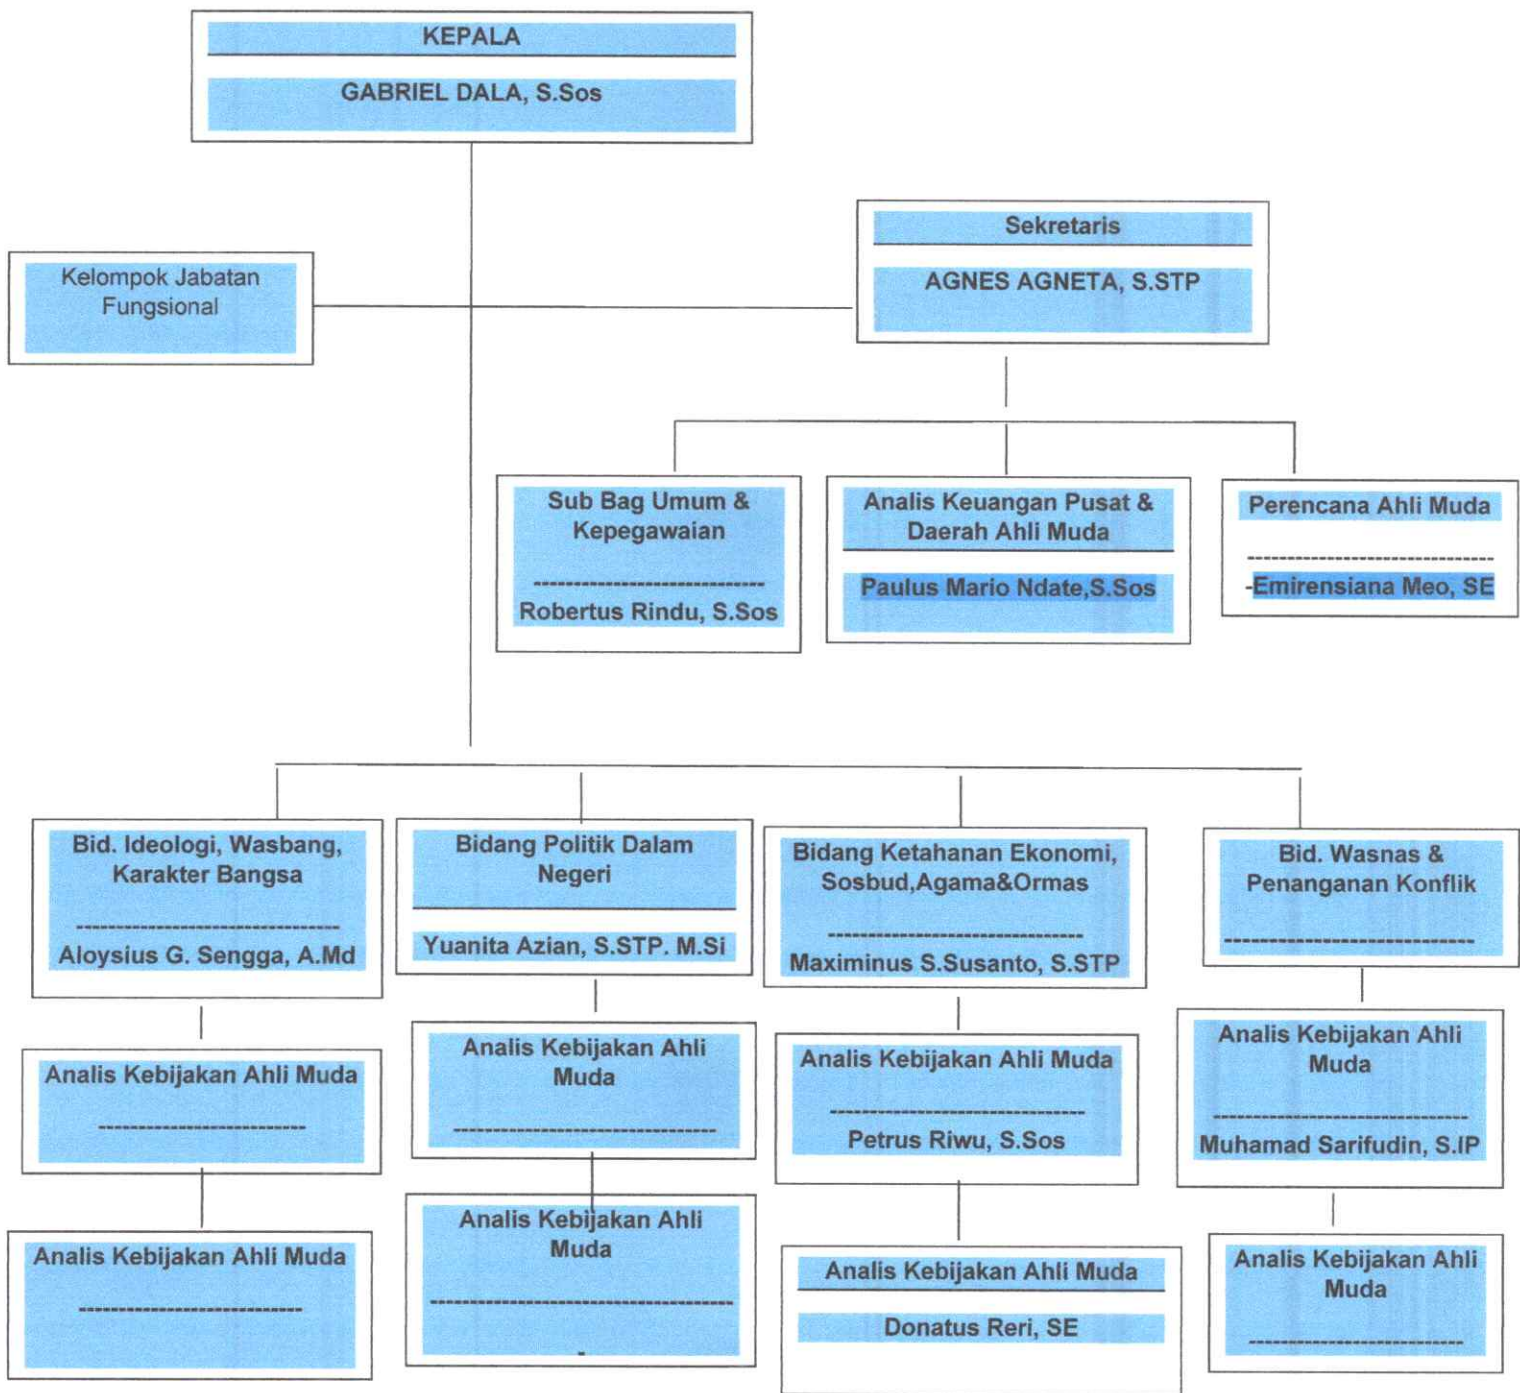 KEPALA
GABRIEL DALA, S.Sos
Sekretaris
AGNES AGNETA, S.STP
Kelompok Jabatan
Fungsional
Sub Bag Umum &
Kepegawaian
-----------------------------
Robertus Rindu, S.Sos
Analis Keuangan Pusat &
Daerah Ahli Muda
Paulus Mario Ndate,S.Sos
Perencana Ahli Muda
-------------------------------
-Emirensiana Meo, SE
Bid. Ideologi, Wasbang,
Karakter Bangsa
---------------------------------
Aloysius G. Sengga, A.Md
Bidang Politik Dalam
Negeri
Yuanita Azian, S.STP. M.Si
Bidang Ketahanan Ekonomi,
Sosbud,Agama&Ormas
--------------------------------
Maximinus S.Susanto, S.STP
Bid. Wasnas &
Penanganan Konflik
--------------------------------
Analis Kebijakan Ahli Muda
--------------------------
Analis Kebijakan Ahli
Muda
---------------------------------
Analis Kebijakan Ahli Muda
--------------------------------
Petrus Riwu, S.Sos
Analis Kebijakan Ahli
Muda
--------------------------------
Muhamad Sarifudin, S.IP
Analis Kebijakan Ahli Muda
----------------------------
Analis Kebijakan Ahli
Muda
--------------------------------------
-
Analis Kebijakan Ahli Muda
Donatus Reri, SE
Analis Kebijakan Ahli
Muda
---------------------------